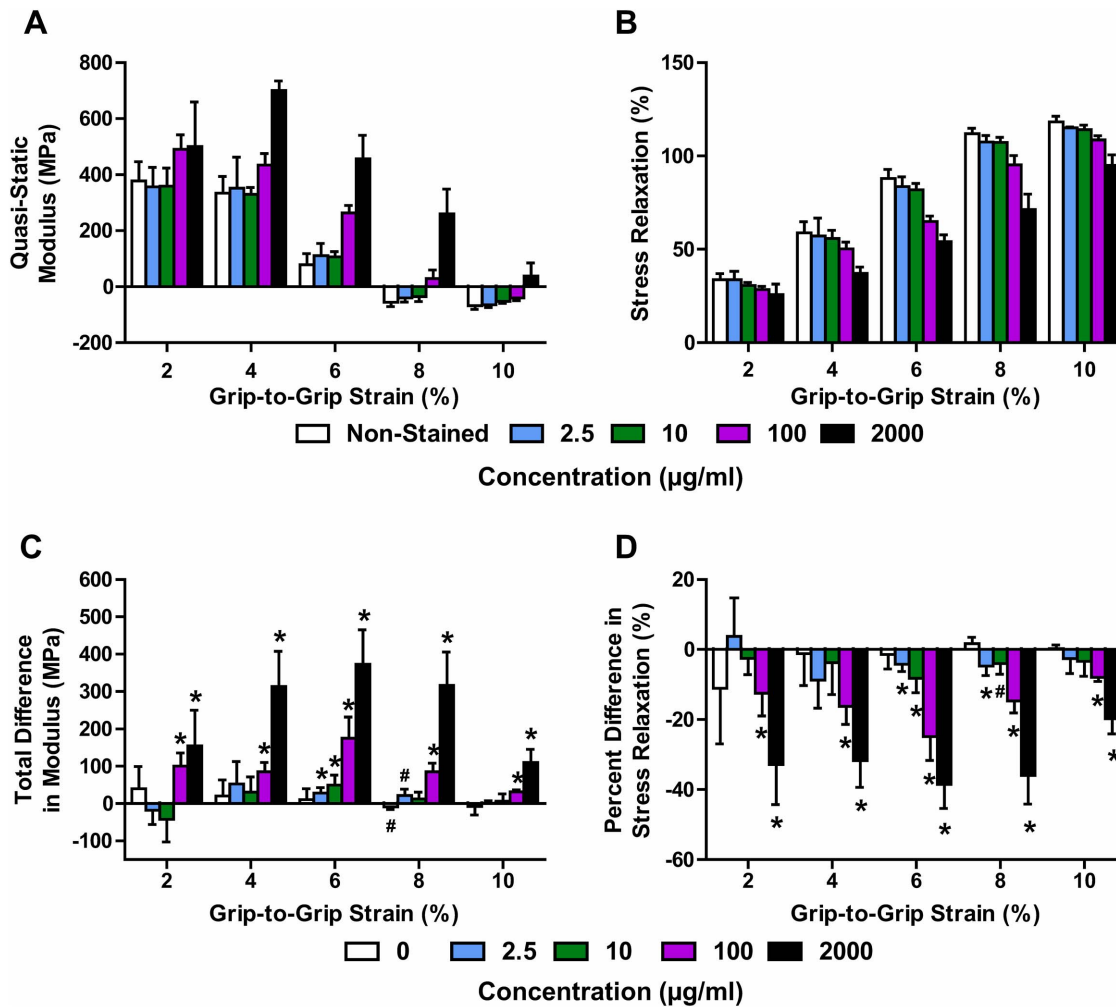 A
Quasi-Static
Modulus (MPa)
800
600
400
200
0
-200
2 4 6 8 10
Grip-to-Grip Strain (%)
B
Stress Relaxation (%)
150
100
50
0
2 4 6 8 10
Grip-to-Grip Strain (%)
Non-Stained 2.5 10 100 2000
Concentration (µg/ml)
C
Total Difference
in Modulus (MPa)
600
500
400
300
200
100
0
-100
* * * * * * * * # # * * * *
2 4 6 8 10
Grip-to-Grip Strain (%)
D
Percent Difference in
Stress Relaxation (%)
20
0
-20
-40
-60
* * * * * * * * * # * * * *
2 4 6 8 10
Grip-to-Grip Strain (%)
0 2.5 10 100 2000
Concentration (µg/ml)